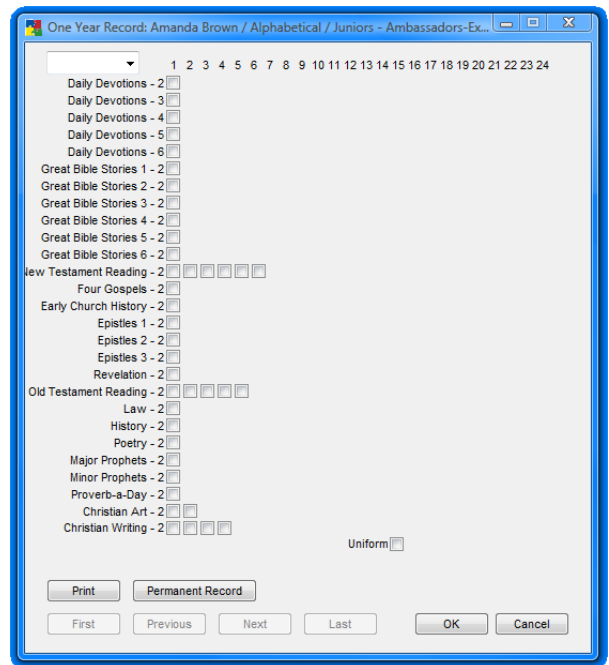 One Year Record: Amanda Brown / Alphabetical / Juniors - Ambassadors-Ex...
1 2 3 4 5 6 7 8 9 10 11 12 13 14 15 16 17 18 19 20 21 22 23 24
Daily Devotions - 2
Daily Devotions - 3
Daily Devotions - 4
Daily Devotions - 5
Daily Devotions - 6
Great Bible Stories 1 - 2
Great Bible Stories 2 - 2
Great Bible Stories 3 - 2
Great Bible Stories 4 - 2
Great Bible Stories 5 - 2
Great Bible Stories 6 - 2
New Testament Reading - 2
Four Gospels - 2
Early Church History - 2
Epistles 1 - 2
Epistles 2 - 2
Epistles 3 - 2
Revelation - 2
Old Testament Reading - 2
Law - 2
History - 2
Poetry - 2
Major Prophets - 2
Minor Prophets - 2
Proverb-a-Day - 2
Christian Art - 2
Christian Writing - 2
Uniform
Print Permanent Record
First Previous Next Last OK Cancel